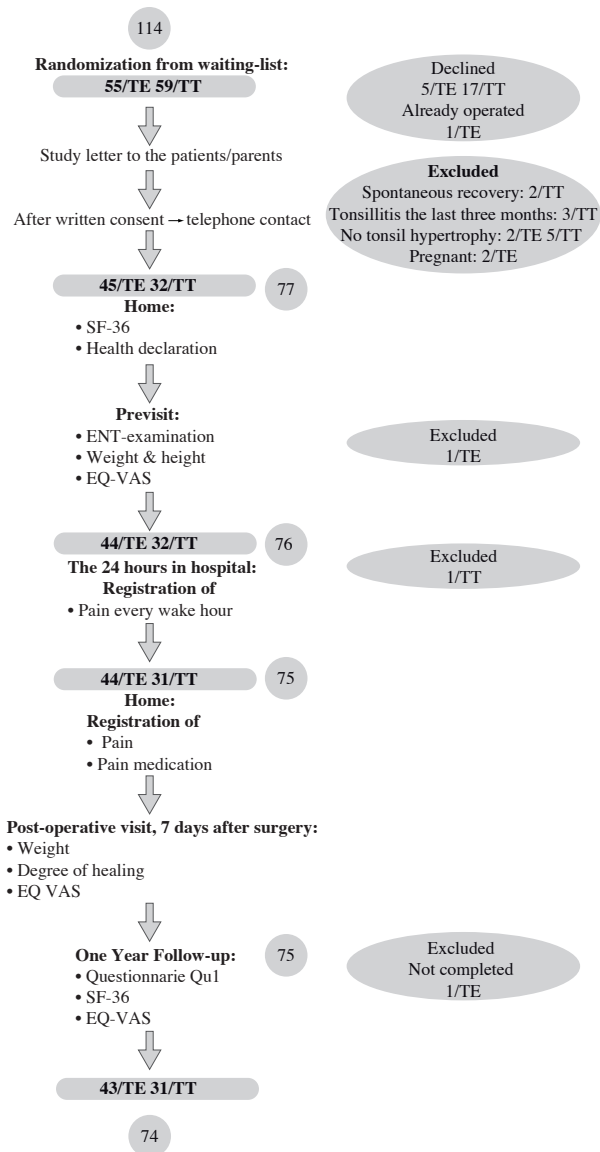 114
Randomization from waiting-list:
55/TE 59/TT
Declined
5/TE 17/TT
Already operated
1/TE
Study letter to the patients/parents
Excluded
Spontaneous recovery: 2/TT
Tonsillitis the last three months: 3/TT
No tonsil hypertrophy: 2/TE 5/TT
Pregnant: 2/TE
After written consent → telephone contact
45/TE 32/TT
77
Home:
• SF-36
• Health declaration
Previsit:
• ENT-examination
• Weight & height
• EQ-VAS
Excluded
1/TE
44/TE 32/TT
76
The 24 hours in hospital:
Registration of
• Pain every wake hour
Excluded
1/TT
44/TE 31/TT
75
Home:
Registration of
• Pain
• Pain medication
Post-operative visit, 7 days after surgery:
• Weight
• Degree of healing
• EQ VAS
One Year Follow-up:
75
• Questionnarie Qu1
• SF-36
• EQ-VAS
Excluded
Not completed
1/TE
43/TE 31/TT
74